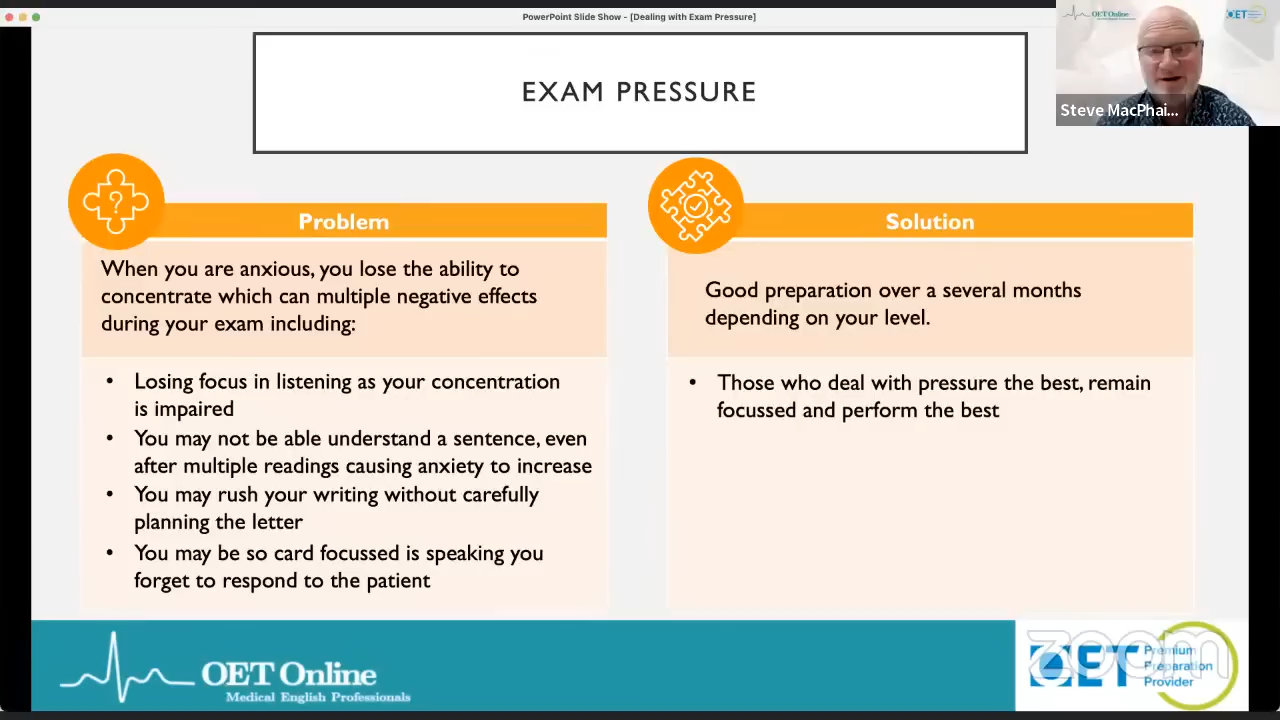 PowerPoint Slide Show - [Dealing with Exam Pressure]
OET Online
OET
Steve MacPhai...
EXAM PRESSURE
?
Problem
When you are anxious, you lose the ability to
concentrate which can multiple negative effects
during your exam including:
• Losing focus in listening as your concentration
is impaired
• You may not be able understand a sentence, even
after multiple readings causing anxiety to increase
• You may rush your writing without carefully
planning the letter
• You may be so card focussed is speaking you
forget to respond to the patient
Solution
Good preparation over a several months
depending on your level.
• Those who deal with pressure the best, remain
focussed and perform the best
OET Online
Medical English Professionals
zoom
OET
Premium
Preparation
Provider